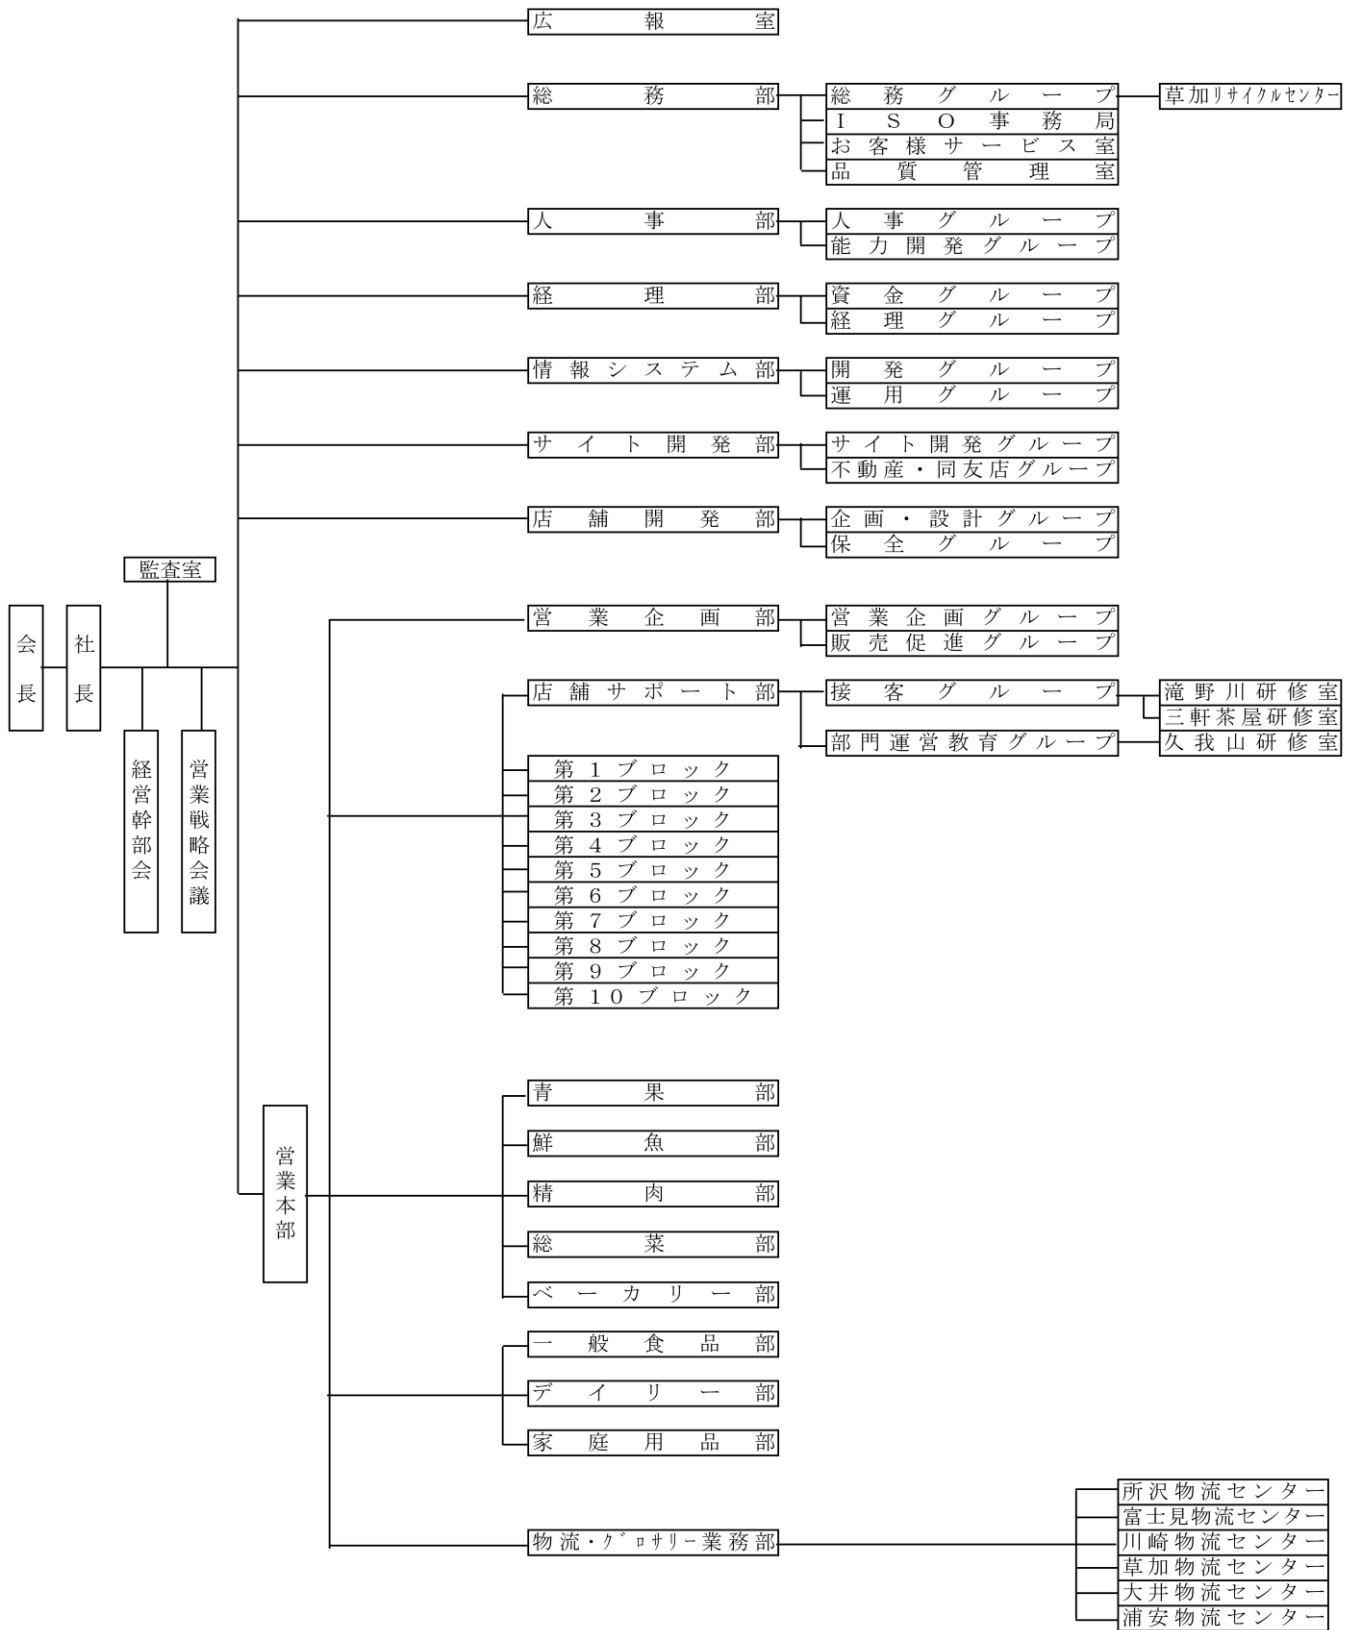 広報室
総務部
総務グループ
草加ﾘｻｲｸﾙｾﾝﾀｰ
ＩＳＯ事務局
お客様サービス室
品質管理室
人事部
人事グループ
能力開発グループ
経理部
資金グループ
経理グループ
情報システム部
開発グループ
運用グループ
サイト開発部
サイト開発グループ
不動産・同友店グループ
店舗開発部
企画・設計グループ
保全グループ
監査室
会長
社長
経営幹部会
営業戦略会議
営業企画部
営業企画グループ
販売促進グループ
店舗サポート部
接客グループ
滝野川研修室
三軒茶屋研修室
部門運営教育グループ
久我山研修室
第１ブロック
第２ブロック
第３ブロック
第４ブロック
第５ブロック
第６ブロック
第７ブロック
第８ブロック
第９ブロック
第１０ブロック
営業本部
青果部
鮮魚部
精肉部
総菜部
ベーカリー部
一般食品部
デイリー部
家庭用品部
物流・ｸﾞﾛｻﾘｰ業務部
所沢物流センター
富士見物流センター
川崎物流センター
草加物流センター
大井物流センター
浦安物流センター